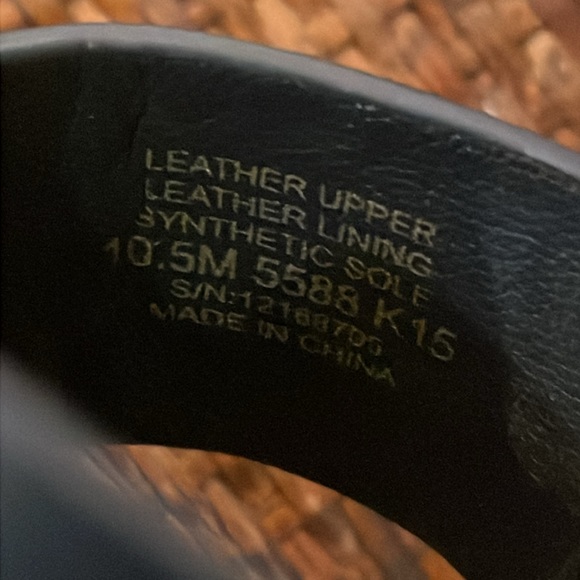 LEATHER UPPER
LEATHER LINING
SYNTHETIC SOLE
10.5M 5588 K15
S/N:12188700
MADE IN CHINA